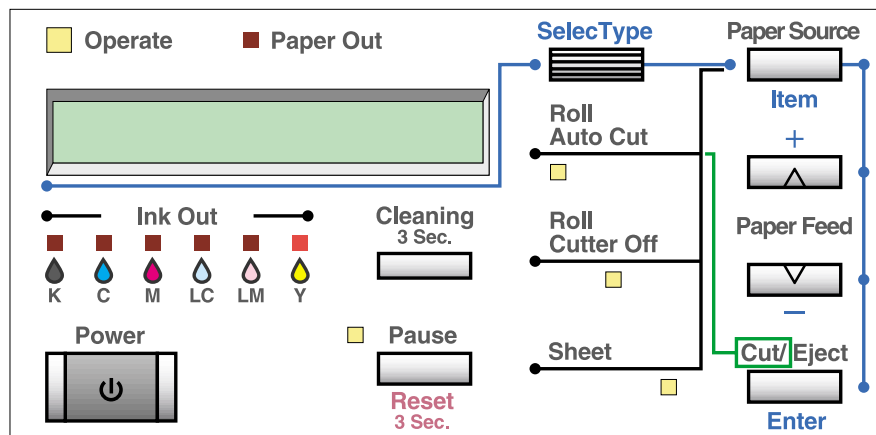 Operate
Paper Out
SelecType
Paper Source
Item
Roll
Auto Cut
+
Ink Out
Cleaning
3 Sec.
Roll
Cutter Off
Paper Feed
K C M LC LM Y
–
Power
Pause
Sheet
Cut/Eject
Reset
3 Sec.
Enter